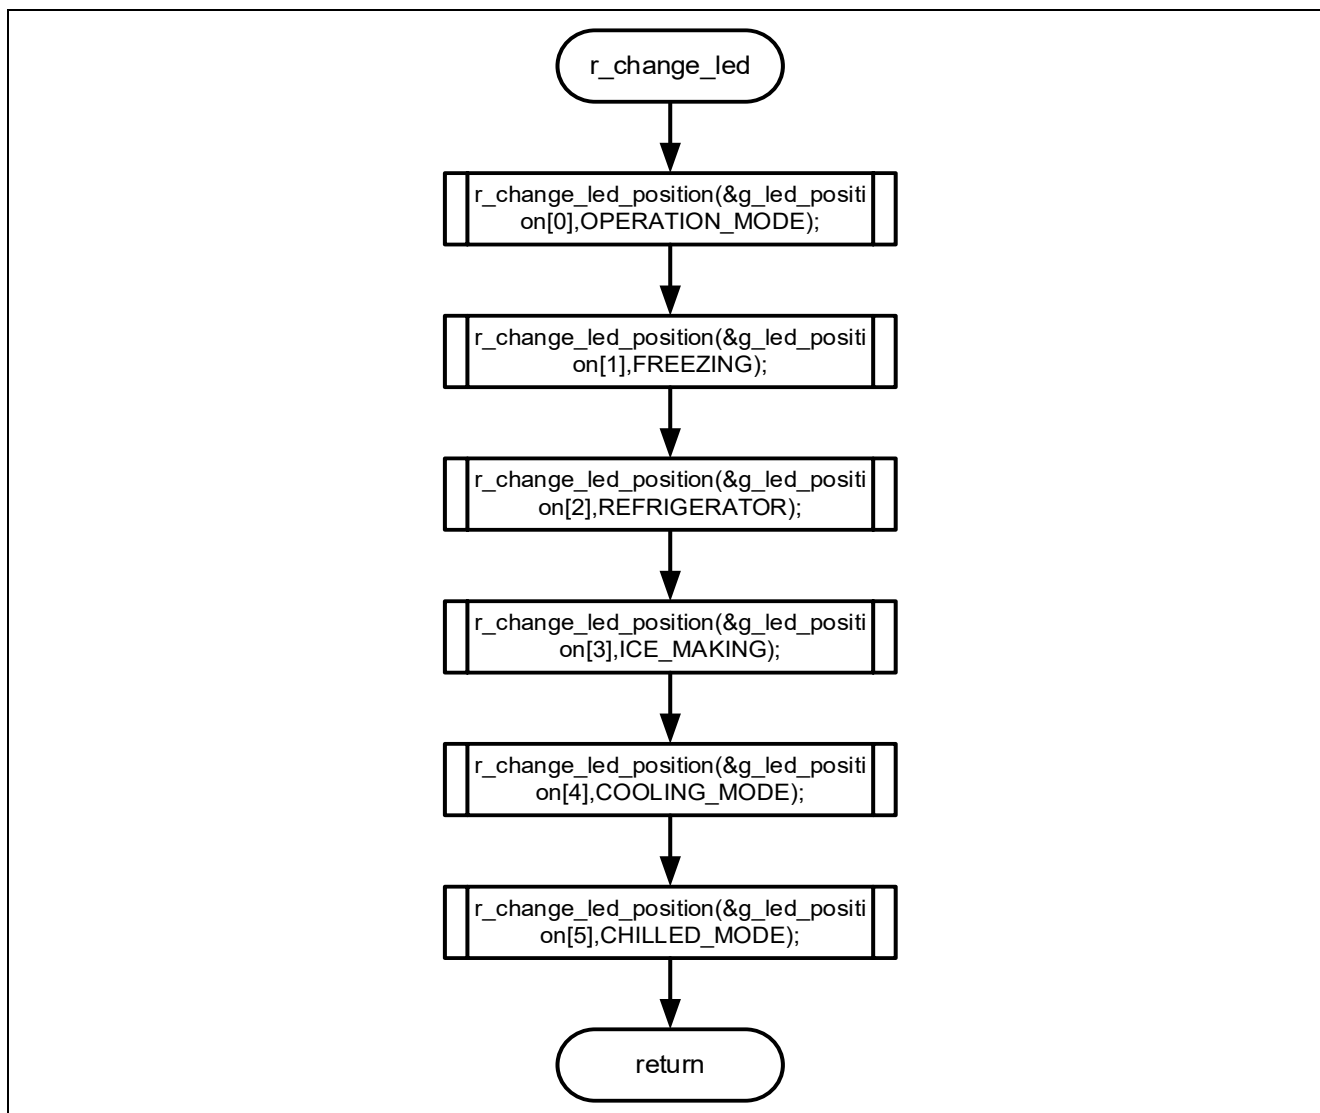 r_change_led
r_change_led_position(&g_led_positi
on[0],OPERATION_MODE);
r_change_led_position(&g_led_positi
on[1],FREEZING);
r_change_led_position(&g_led_positi
on[2],REFRIGERATOR);
r_change_led_position(&g_led_positi
on[3],ICE_MAKING);
r_change_led_position(&g_led_positi
on[4],COOLING_MODE);
r_change_led_position(&g_led_positi
on[5],CHILLED_MODE);
return